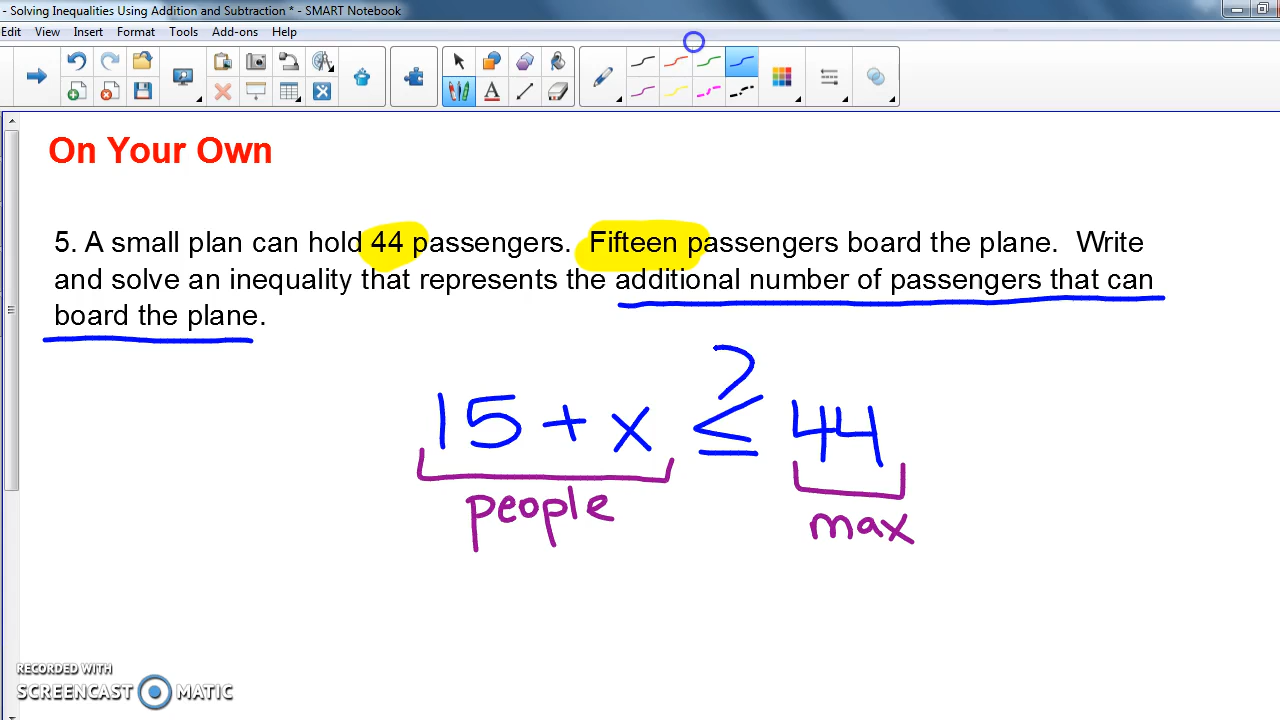 - Solving Inequalities Using Addition and Subtraction * - SMART Notebook
Edit View Insert Format Tools Add-ons Help
On Your Own
5. A small plan can hold 44 passengers. Fifteen passengers board the plane. Write
and solve an inequality that represents the additional number of passengers that can
board the plane.
?
15 + x ≤ 44
people max
RECORDED WITH
SCREENCAST MATIC